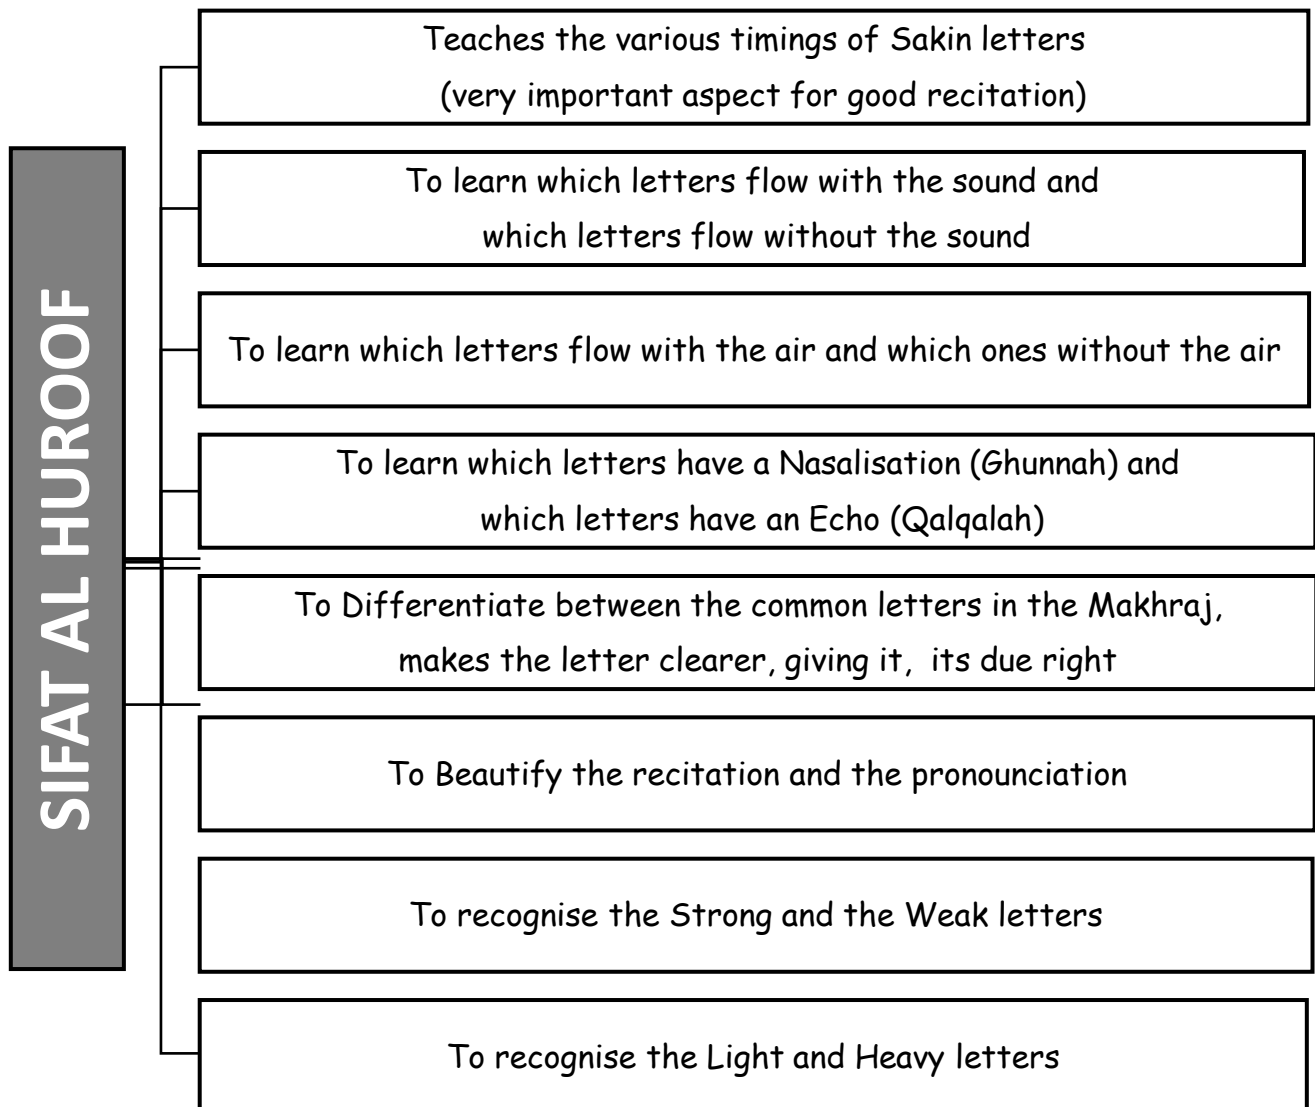 SIFAT AL HUROOF
Teaches the various timings of Sakin letters
(very important aspect for good recitation)
To learn which letters flow with the sound and
which letters flow without the sound
To learn which letters flow with the air and which ones without the air
To learn which letters have a Nasalisation (Ghunnah) and
which letters have an Echo (Qalqalah)
To Differentiate between the common letters in the Makhraj,
makes the letter clearer, giving it, its due right
To Beautify the recitation and the pronounciation
To recognise the Strong and the Weak letters
To recognise the Light and Heavy letters